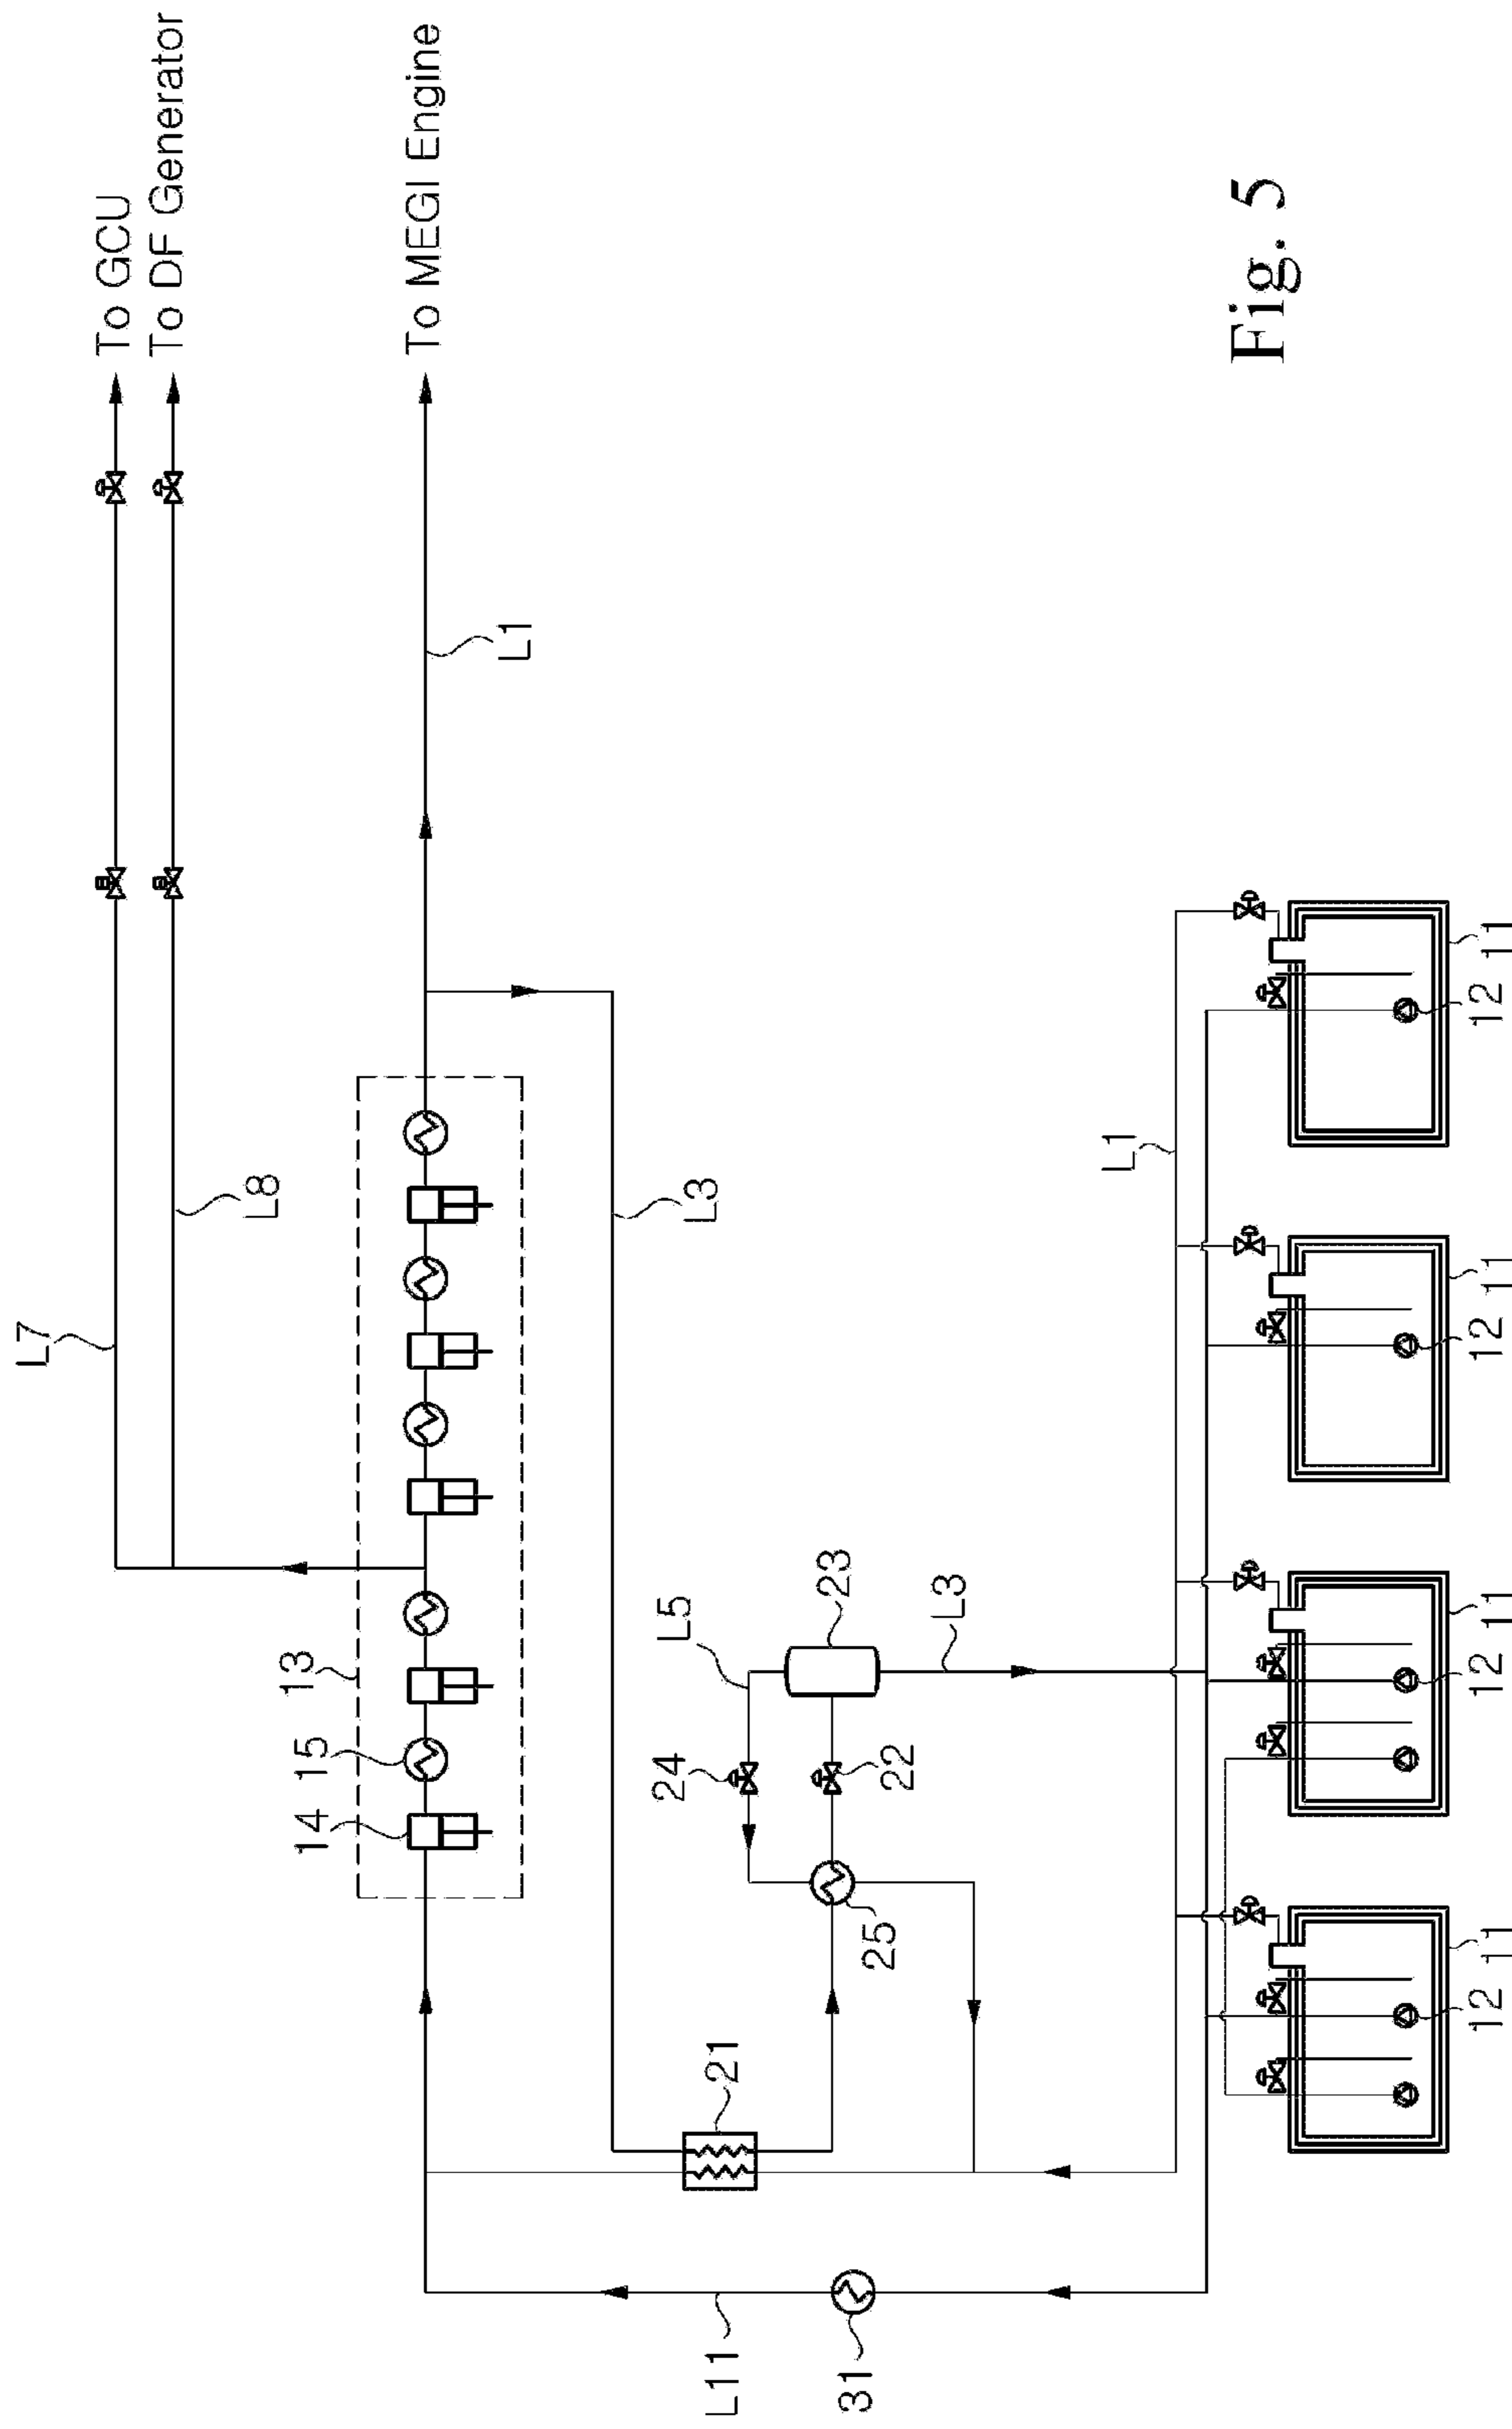 To GCU
To DF Generator
To MEGI Engine
L7
L8
L1
13
15
14
L3
L5
23
24
22
25
L3
21
L1
L11
31
11
12
11
12
11
12
11
12
Fig. 5